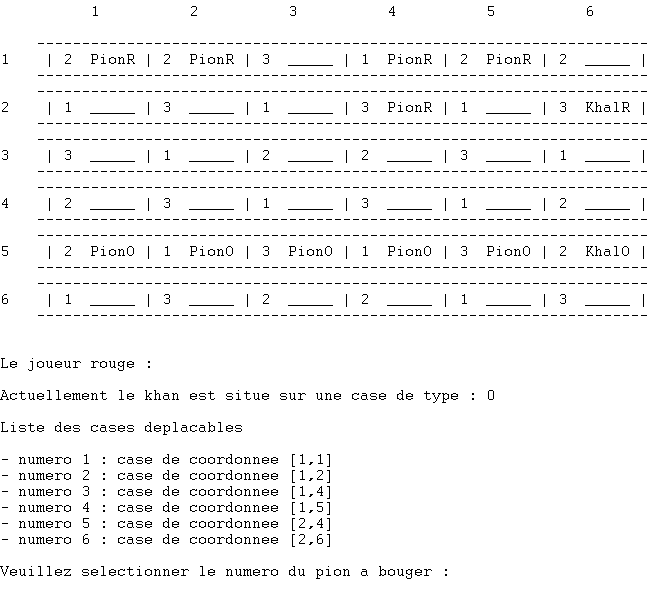 1 2 3 4 5 6
--------------------------------------------------------------------
1 | 2 PionR | 2 PionR | 3 _____ | 1 PionR | 2 PionR | 2 _____ |
--------------------------------------------------------------------
--------------------------------------------------------------------
2 | 1 _____ | 3 _____ | 1 _____ | 3 PionR | 1 _____ | 3 KhalR |
--------------------------------------------------------------------
--------------------------------------------------------------------
3 | 3 _____ | 1 _____ | 2 _____ | 2 _____ | 3 _____ | 1 _____ |
--------------------------------------------------------------------
--------------------------------------------------------------------
4 | 2 _____ | 3 _____ | 1 _____ | 3 _____ | 1 _____ | 2 _____ |
--------------------------------------------------------------------
--------------------------------------------------------------------
5 | 2 PionO | 1 PionO | 3 PionO | 1 PionO | 3 PionO | 2 KhalO |
--------------------------------------------------------------------
--------------------------------------------------------------------
6 | 1 _____ | 3 _____ | 2 _____ | 2 _____ | 1 _____ | 3 _____ |
--------------------------------------------------------------------
Le joueur rouge :
Actuellement le khan est situe sur une case de type : 0
Liste des cases deplacables
- numero 1 : case de coordonnee [1,1]
- numero 2 : case de coordonnee [1,2]
- numero 3 : case de coordonnee [1,4]
- numero 4 : case de coordonnee [1,5]
- numero 5 : case de coordonnee [2,4]
- numero 6 : case de coordonnee [2,6]
Veuillez selectionner le numero du pion a bouger :